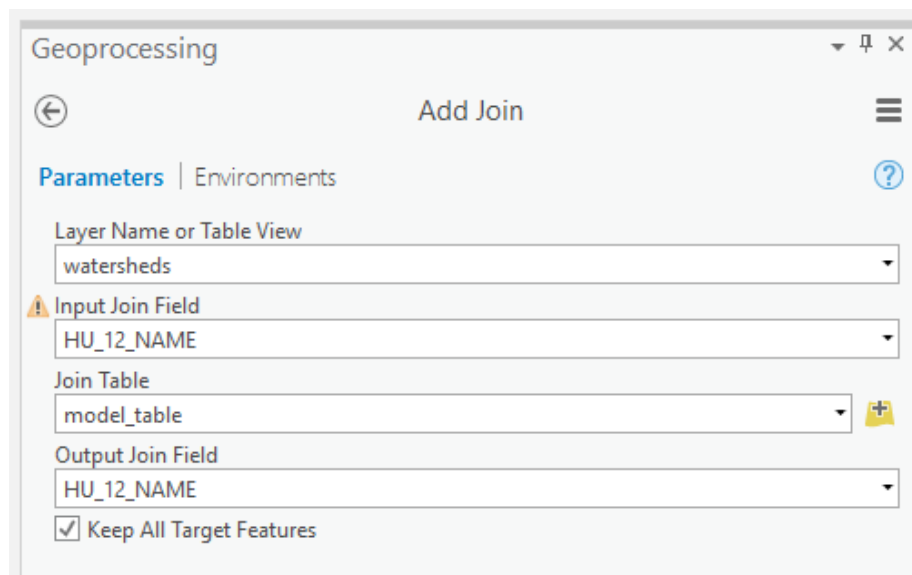 Geoprocessing
Add Join
Parameters | Environments
Layer Name or Table View
watersheds
Input Join Field
HU_12_NAME
Join Table
model_table
Output Join Field
HU_12_NAME
Keep All Target Features